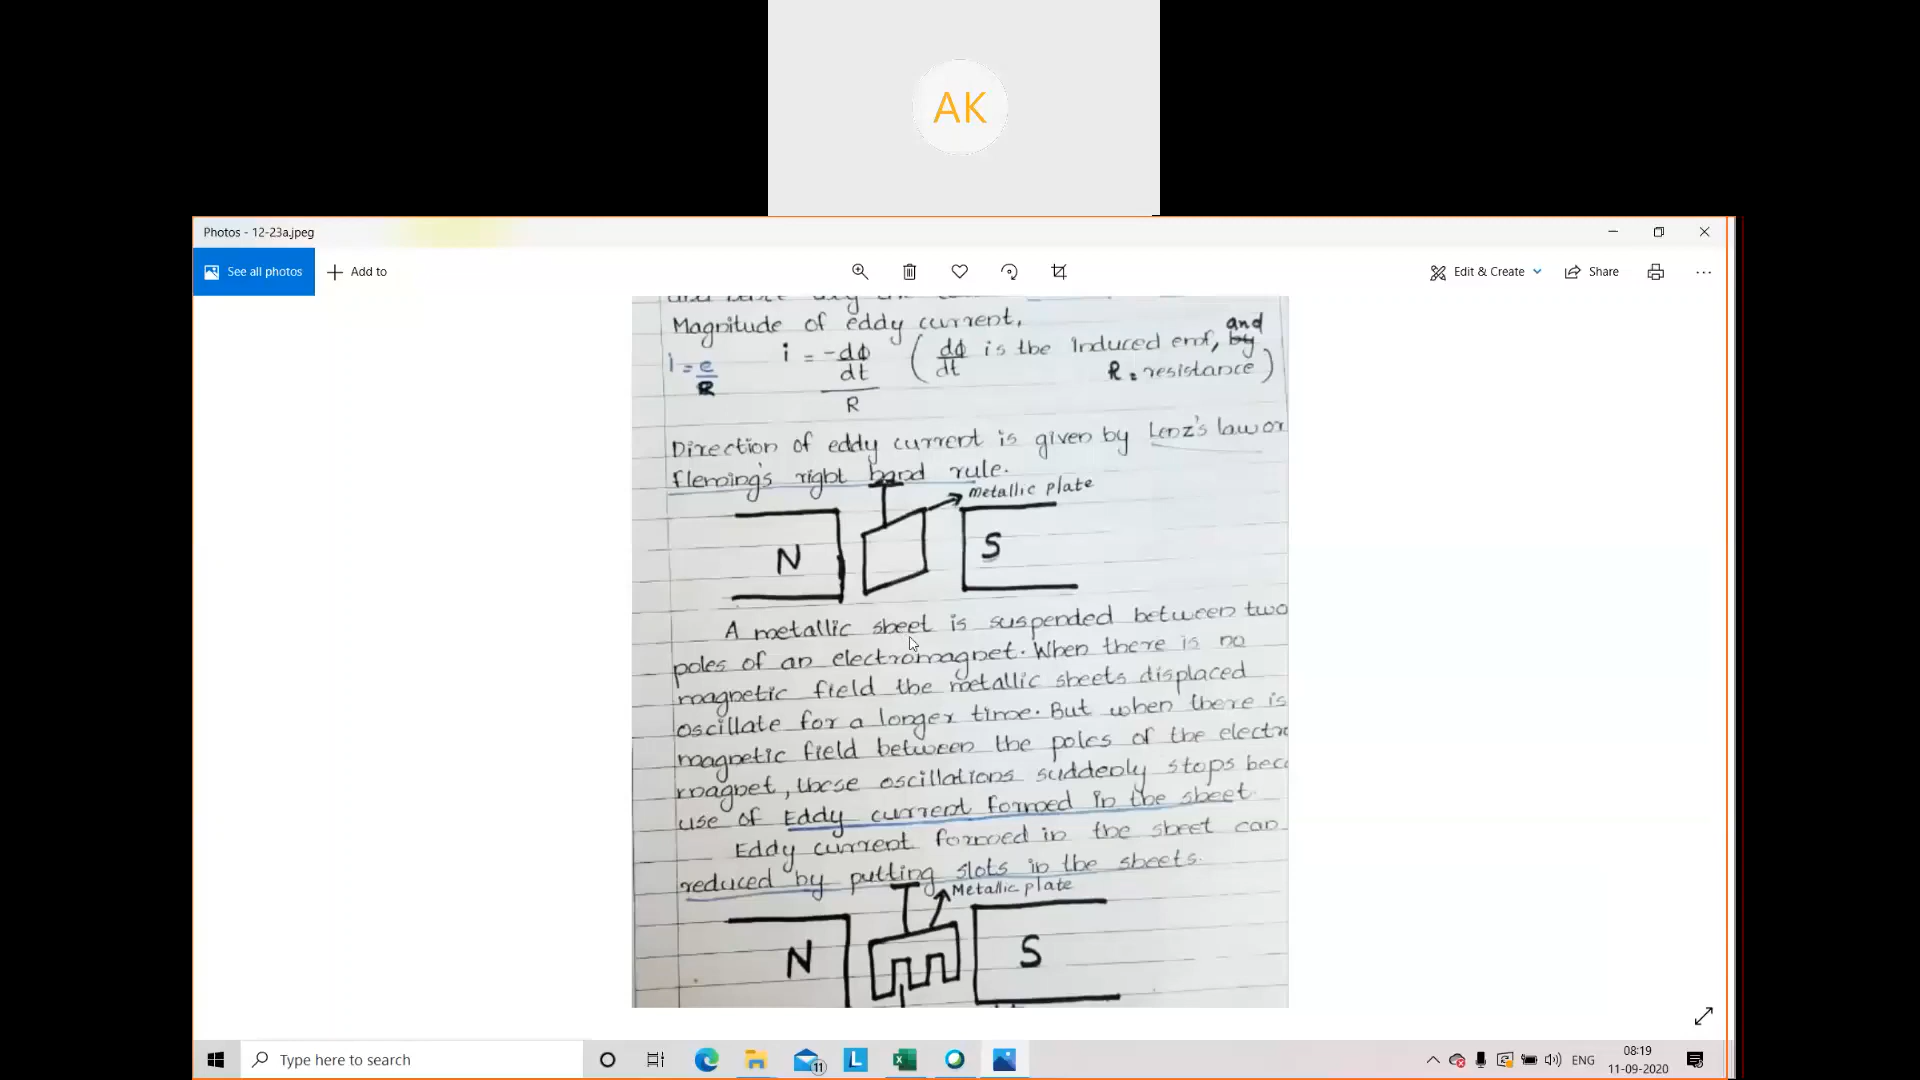 AK
Photos - 12-23a.jpeg
See all photos
Add to
Edit & Create
Share
Magnitude of eddy current,
i = e/R
i = -dΦ/dt / R (dΦ/dt is the induced emf, and by
R = resistance)
Direction of eddy current is given by Lenz's law or
fleming's right hand rule.
metallic plate
N
S
A metallic sheet is suspended between two
poles of an electromagnet. When there is no
magnetic field the metallic sheets displaced
oscillate for a longer time. But when there is
magnetic field between the poles of the electro
magnet, these oscillations suddenly stops beca
use of Eddy current formed in the sheet.
Eddy current formed in the sheet can
reduced by putting slots in the sheets.
Metallic plate
N
S
Type here to search
11
L
ENG
08:19
11-09-2020